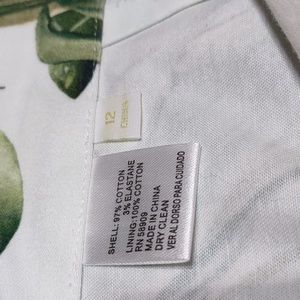 12
CHINA
SHELL: 97% COTTON
3% ELASTANE
LINING:100% COTTON
RN 58909
MADE IN CHINA
DRY CLEAN
VER AL DORSO PARA CUIDADO